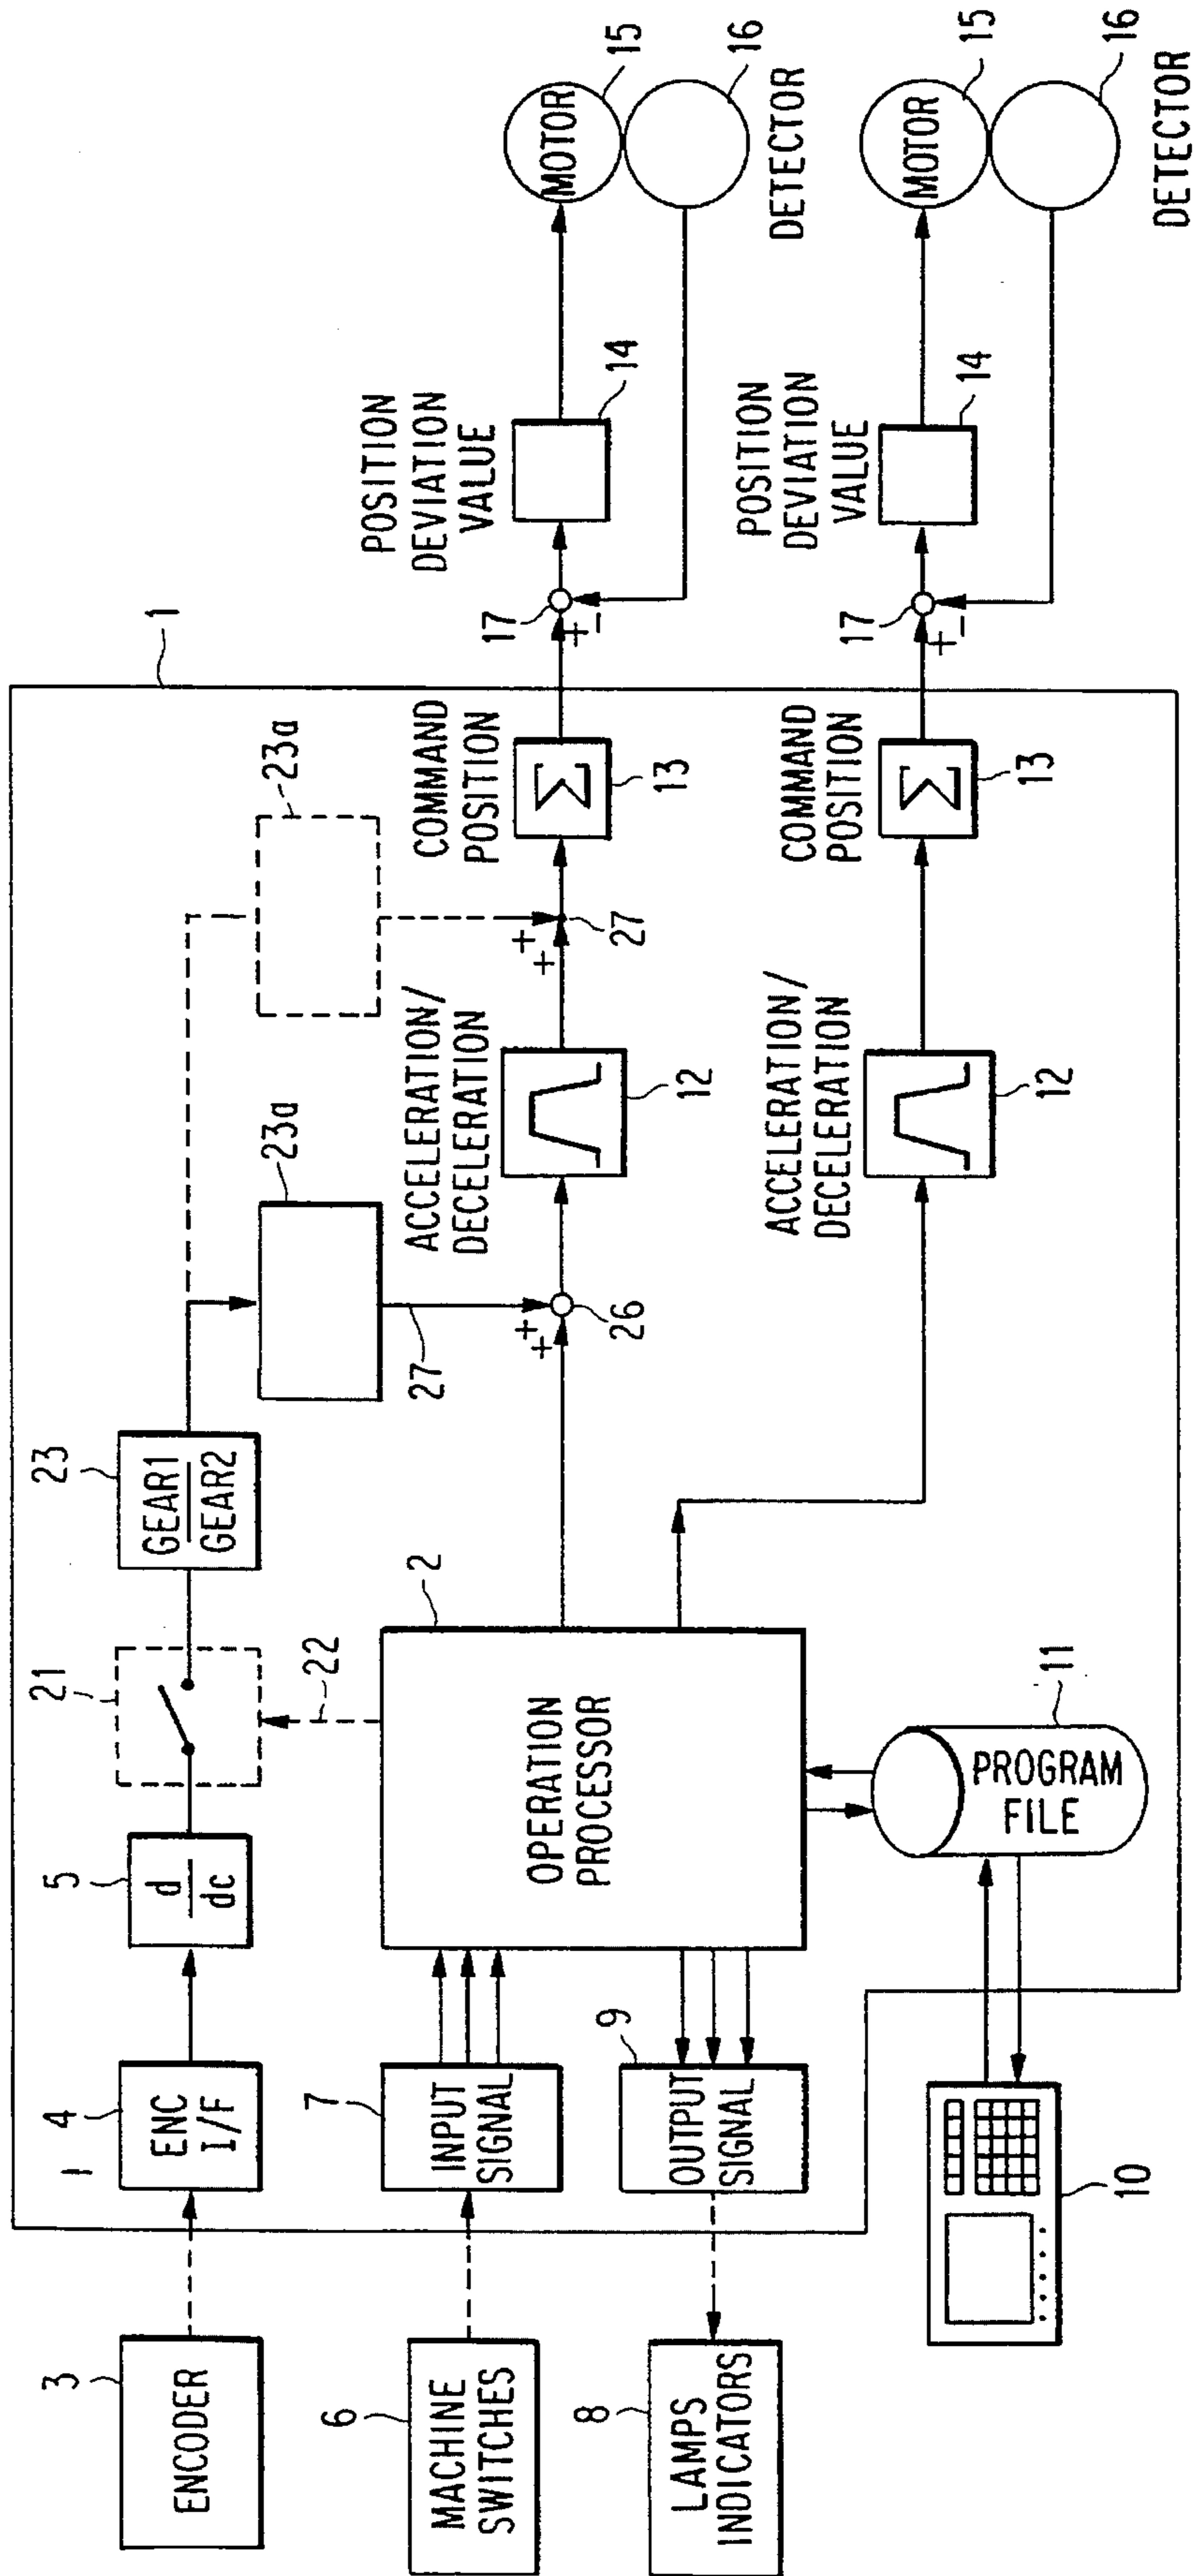 1
3
ENCODER
4
ENC
I/F
1
5
d
dc
21
22
23
GEAR1
GEAR2
23a
23a
27
6
MACHINE
SWITCHES
7
INPUT
SIGNAL
8
LAMPS
INDICATORS
9
OUTPUT
SIGNAL
2
OPERATION
PROCESSOR
10
11
PROGRAM
FILE
+
+
26
ACCELERATION/
DECELERATION
12
+
+
27
COMMAND
POSITION
Σ
13
17
+
-
POSITION
DEVIATION
VALUE
14
MOTOR
15
16
DETECTOR
ACCELERATION/
DECELERATION
12
COMMAND
POSITION
Σ
13
17
+
-
POSITION
DEVIATION
VALUE
14
MOTOR
15
16
DETECTOR